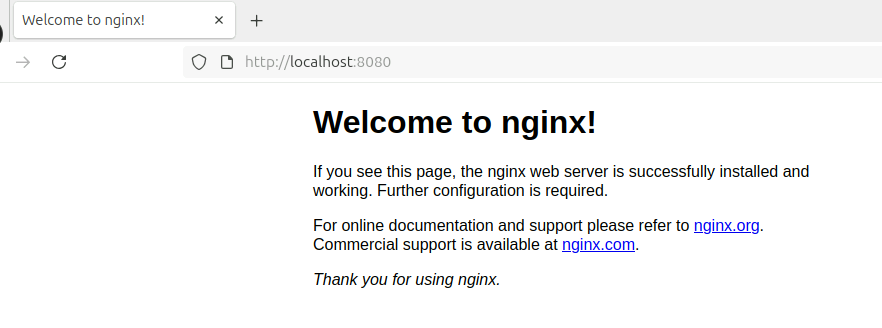 Welcome to nginx!
http://localhost:8080
Welcome to nginx!
If you see this page, the nginx web server is successfully installed and
working. Further configuration is required.
For online documentation and support please refer to nginx.org.
Commercial support is available at nginx.com.
Thank you for using nginx.